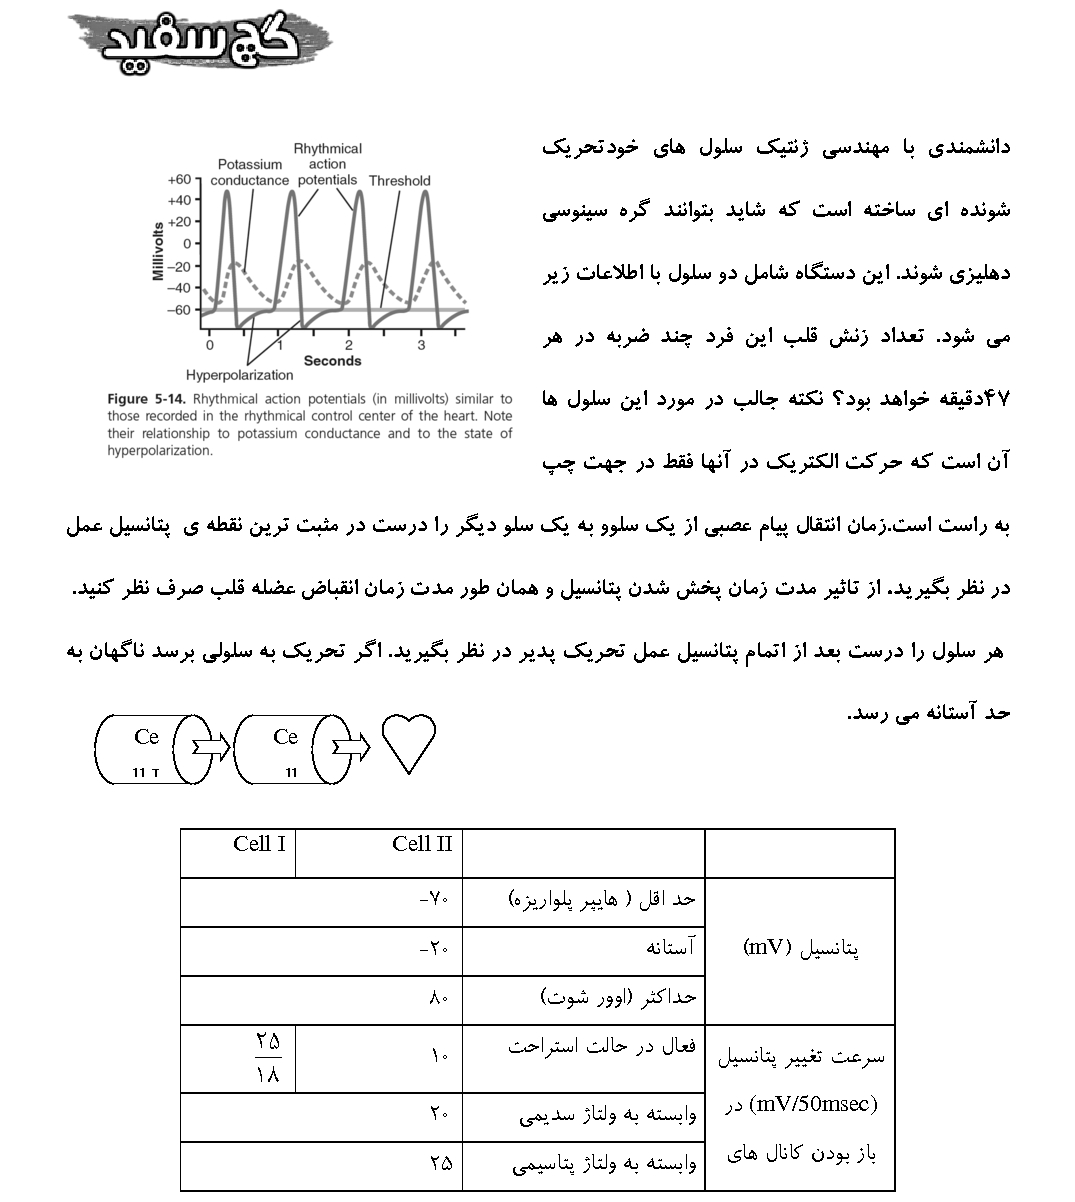 گچ سفید
دانشمندی با مهندسی ژنتیک سلول های خودتحریک
شونده ای ساخته است که شاید بتوانند گره سینوسی
دهلیزی شوند. این دستگاه شامل دو سلول با اطلاعات زیر
می شود. تعداد زنش قلب این فرد چند ضربه در هر
۴۷دقیقه خواهد بود؟ نکته جالب در مورد این سلول ها
آن است که حرکت الکتریک در آنها فقط در جهت چپ
به راست است.زمان انتقال پیام عصبی از یک سلوو به یک سلو دیگر را درست در مثبت ترین نقطه ی پتانسیل عمل
در نظر بگیرید. از تاثیر مدت زمان پخش شدن پتانسیل و همان طور مدت زمان انقباض عضله قلب صرف نظر کنید.
هر سلول را درست بعد از اتمام پتانسیل عمل تحریک پدیر در نظر بگیرید. اگر تحریک به سلولی برسد ناگهان به
حد آستانه می رسد.
Rhythmical
Potassium action
conductance potentials Threshold
+60
+40
+20
0
–20
–40
–60
Millivolts
0 1 2 3
Seconds
Hyperpolarization
Figure 5-14. Rhythmical action potentials (in millivolts) similar to
those recorded in the rhythmical control center of the heart. Note
their relationship to potassium conductance and to the state of
hyperpolarization.
Ce Ce
11 11
Cell I Cell II
پتانسیل (mV)
حد اقل ( هایپر پلواریزه) -۷۰
آستانه -۲۰
حداکثر (اوور شوت) ۸۰
سرعت تغییر پتانسیل
(mV/50msec) در
باز بودن کانال های
فعال در حالت استراحت ۱۰ ۲۵/۱۸
وابسته به ولتاژ سدیمی ۲۰
وابسته به ولتاژ پتاسیمی ۲۵